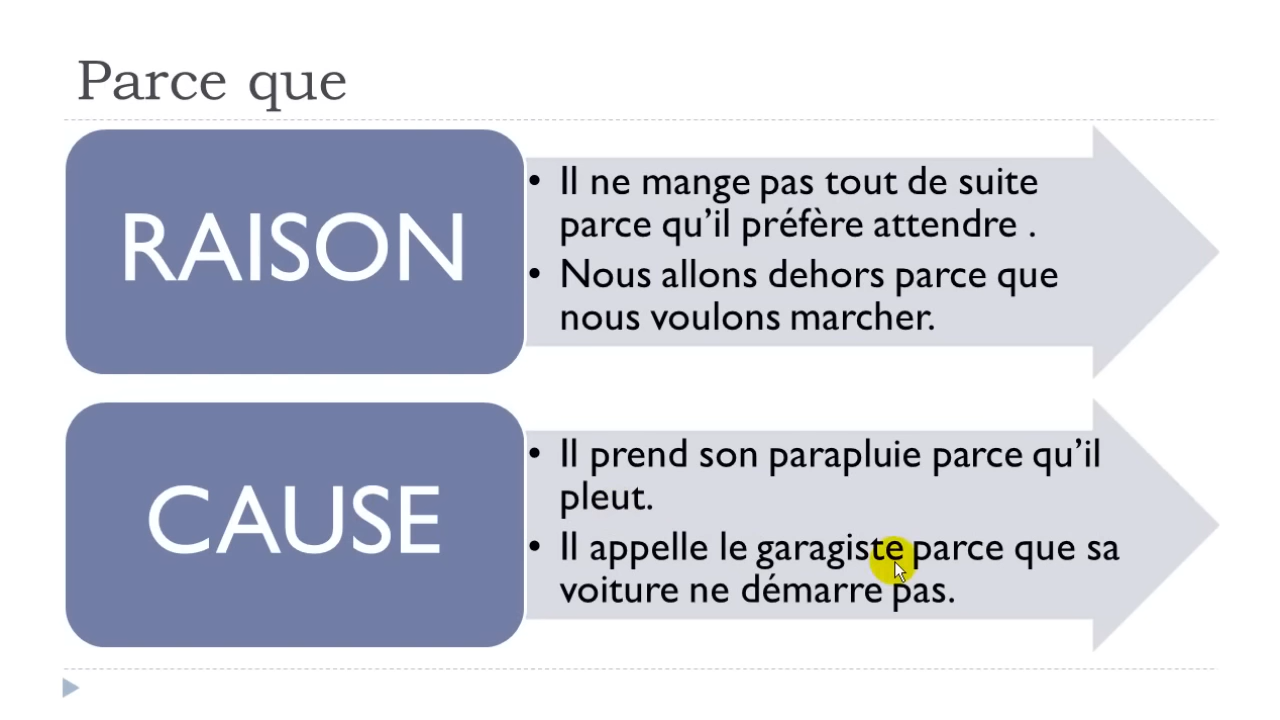 Parce que
RAISON
• Il ne mange pas tout de suite
parce qu’il préfère attendre .
• Nous allons dehors parce que
nous voulons marcher.
CAUSE
• Il prend son parapluie parce qu’il
pleut.
• Il appelle le garagiste parce que sa
voiture ne démarre pas.